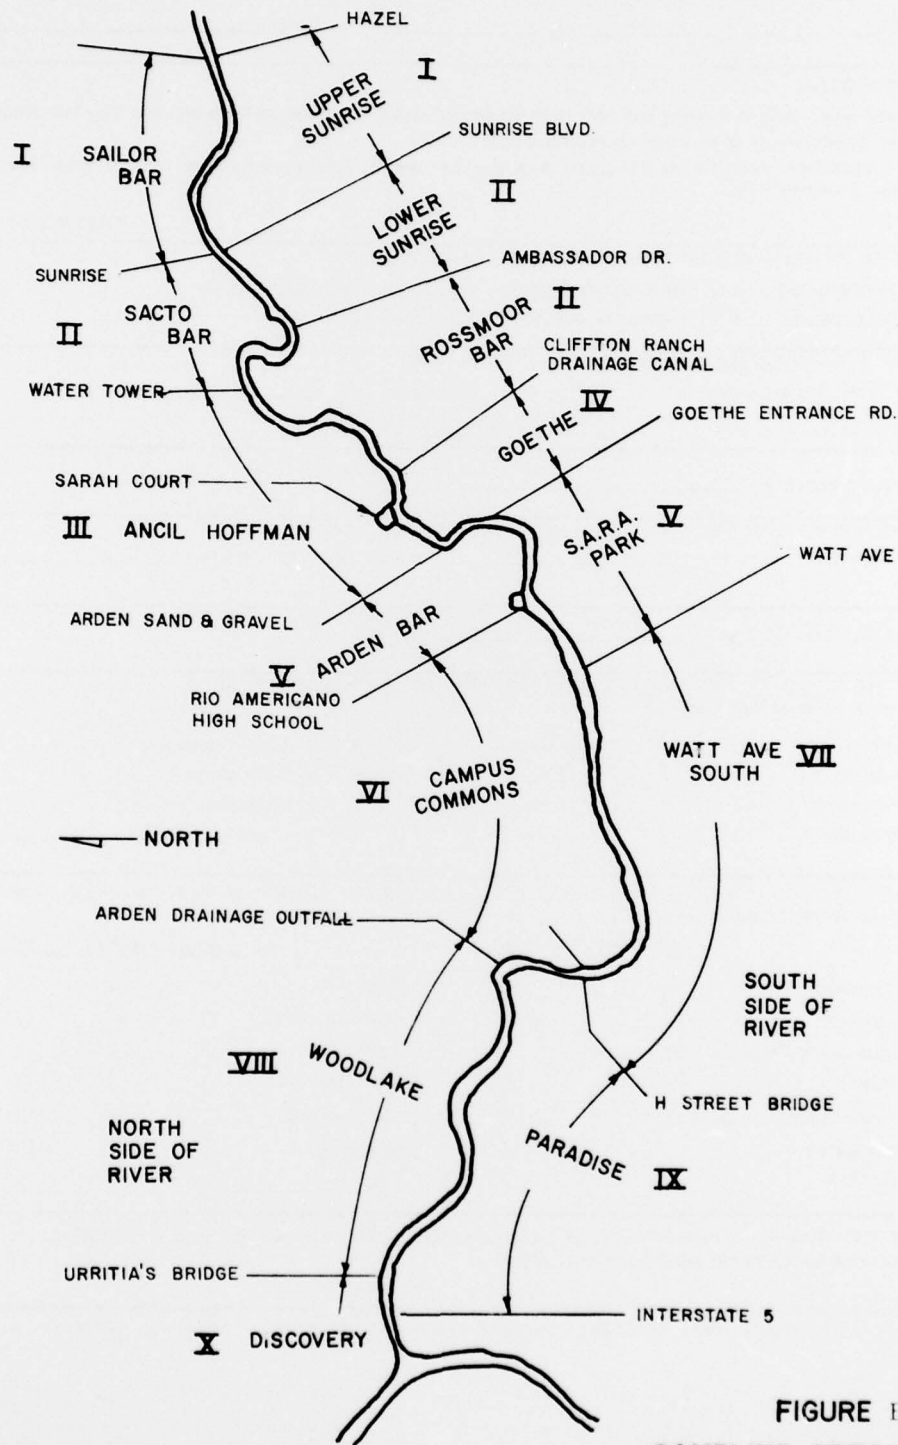 HAZEL
I
UPPER
SUNRISE
I
SAILOR
BAR
SUNRISE BLVD.
II
LOWER
SUNRISE
SUNRISE
AMBASSADOR DR.
II
SACTO
BAR
II
ROSSMOOR
BAR
CLIFFTON RANCH
DRAINAGE CANAL
WATER TOWER
IV
GOETHE
GOETHE ENTRANCE RD.
SARAH COURT
III ANCIL HOFFMAN
S.A.R.A.
PARK
V
WATT AVE
ARDEN SAND & GRAVEL
V ARDEN BAR
RIO AMERICANO
HIGH SCHOOL
WATT AVE
SOUTH
VII
VI
CAMPUS
COMMONS
NORTH
ARDEN DRAINAGE OUTFALL
SOUTH
SIDE OF
RIVER
VIII WOODLAKE
H STREET BRIDGE
NORTH
SIDE OF
RIVER
PARADISE IX
URRITIA'S BRIDGE
INTERSTATE 5
X DISCOVERY
FIGURE